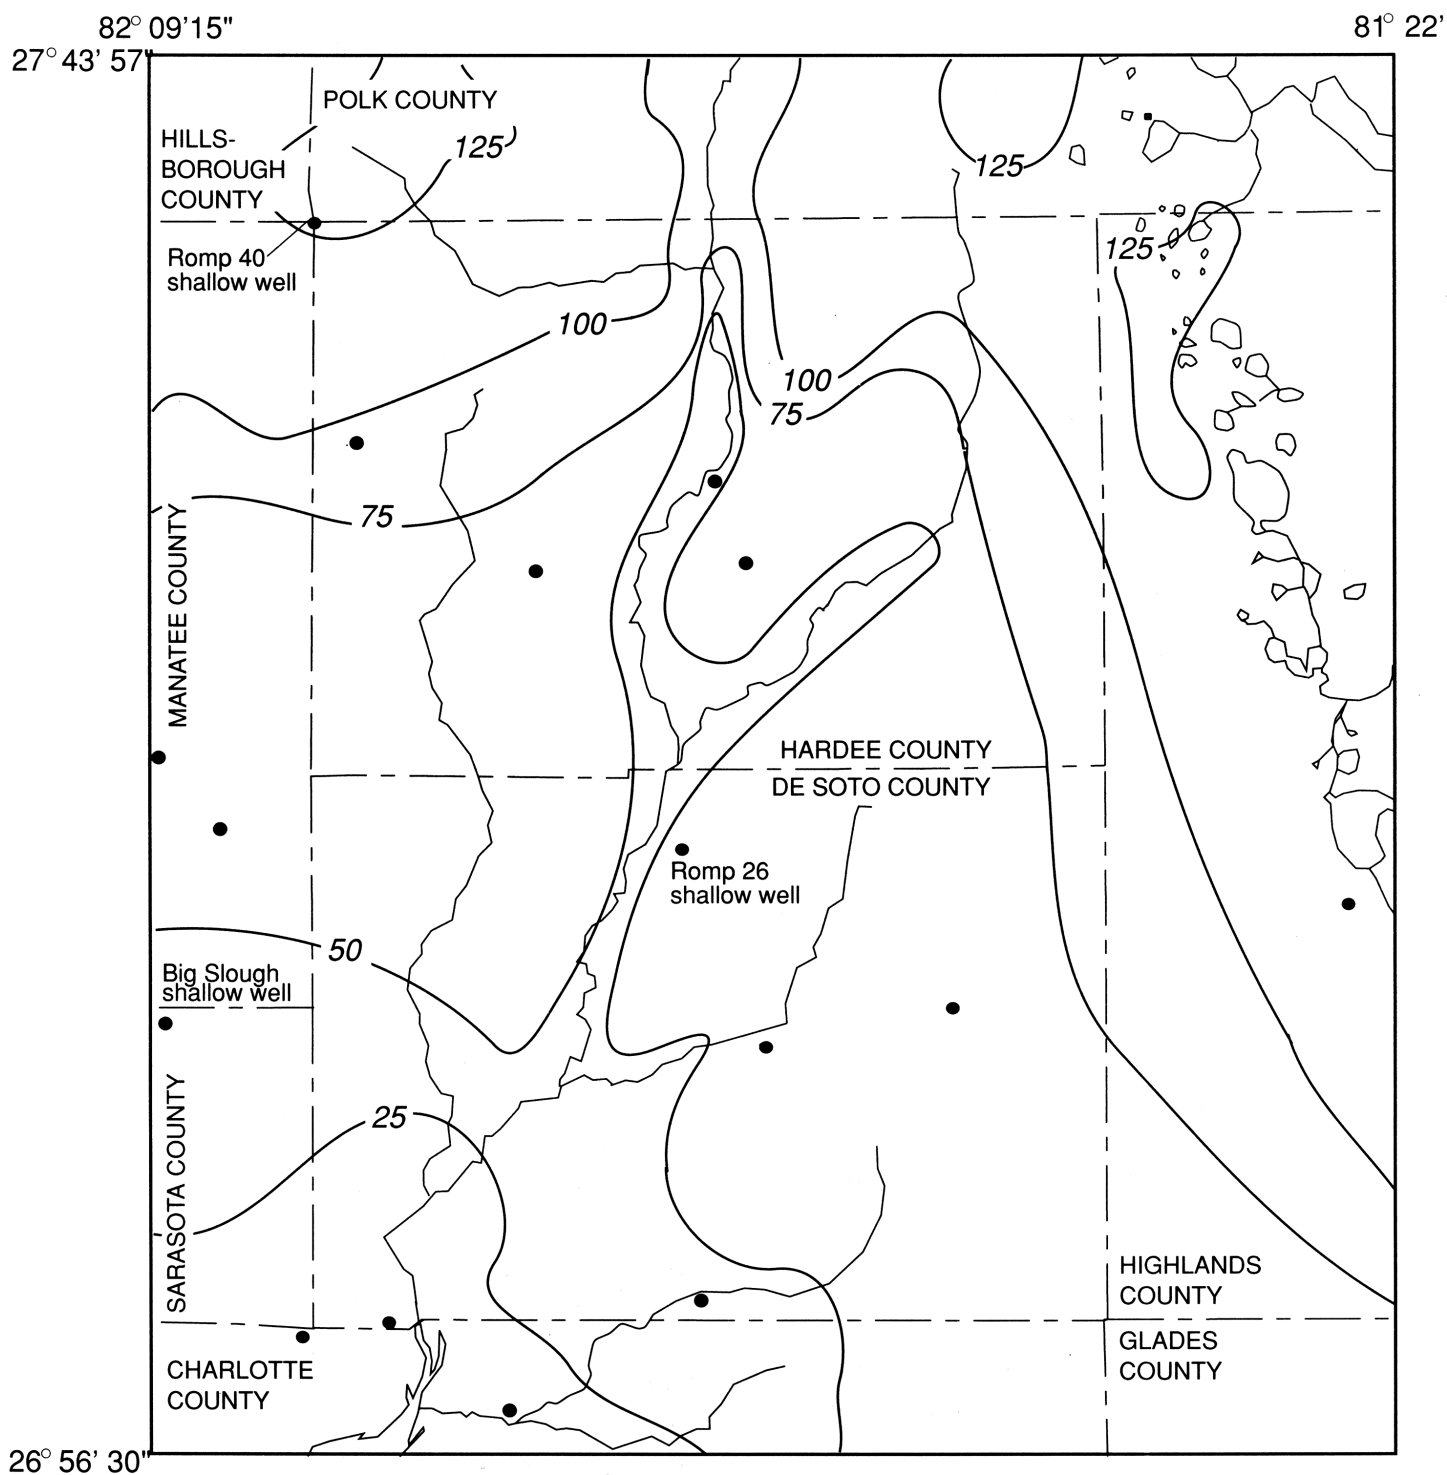 82° 09'15"
81° 22'
27° 43' 57"
POLK COUNTY
HILLS-
BOROUGH
COUNTY
125
125
125
Romp 40
shallow well
100
100
75
75
MANATEE COUNTY
HARDEE COUNTY
DE SOTO COUNTY
Romp 26
shallow well
50
Big Slough
shallow well
25
SARASOTA COUNTY
HIGHLANDS
COUNTY
GLADES
COUNTY
CHARLOTTE
COUNTY
26° 56' 30"